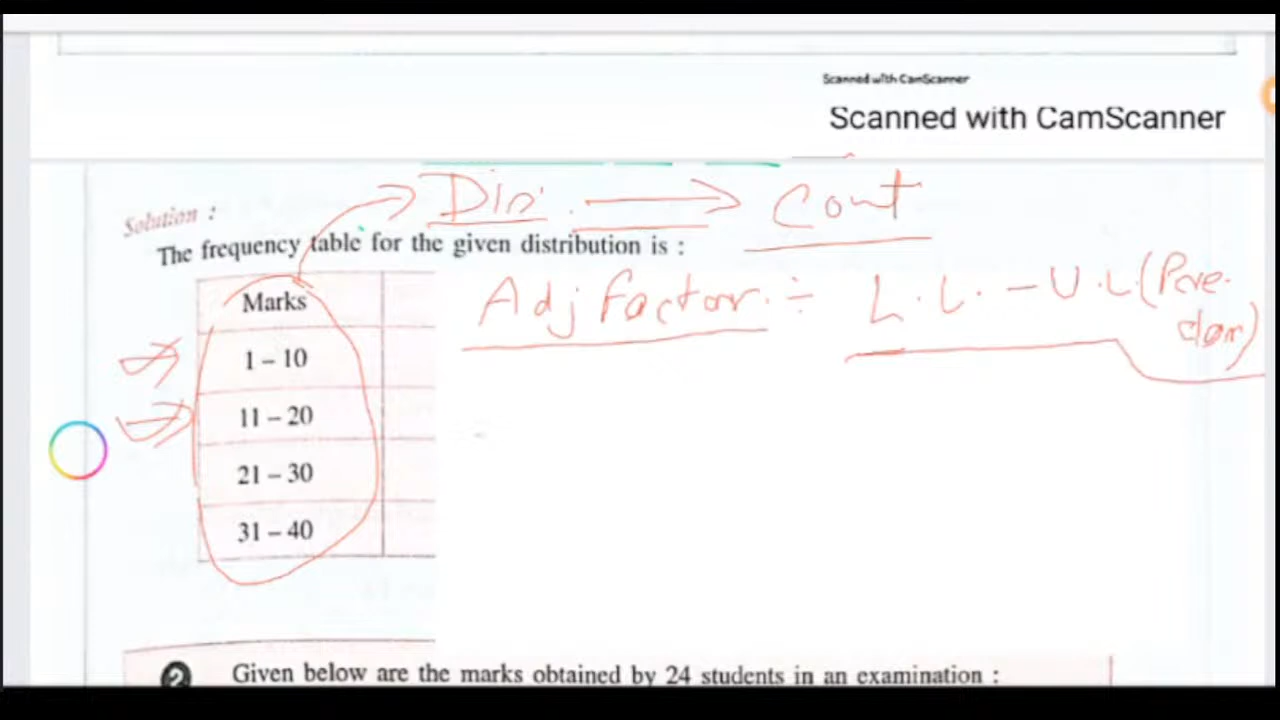 Scanned with CamScanner
Scanned with CamScanner
Solution :
Dis. → Cont
The frequency table for the given distribution is :
Adj factor ÷ L.L. - U.L. (Pre.
Marks
1 – 10
11 – 20
21 – 30
31 – 40
2 Given below are the marks obtained by 24 students in an examination :